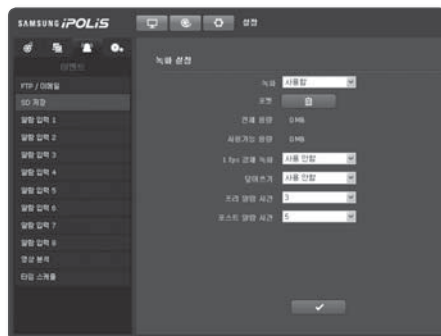 SAMSUNG iPOLiS
설정
이벤트
FTP / 이메일
SD 저장
알람 입력 1
알람 입력 2
알람 입력 3
알람 입력 4
알람 입력 5
알람 입력 6
알람 입력 7
알람 입력 8
영상 분석
타임 스케쥴
녹화 설정
녹화 사용함
포맷
전체 용량 0 MB
사용가능 용량 0 MB
1 fps 강제 녹화 사용 안함
덮어쓰기 사용 안함
프리 알람 시간 3
포스트 알람 시간 5